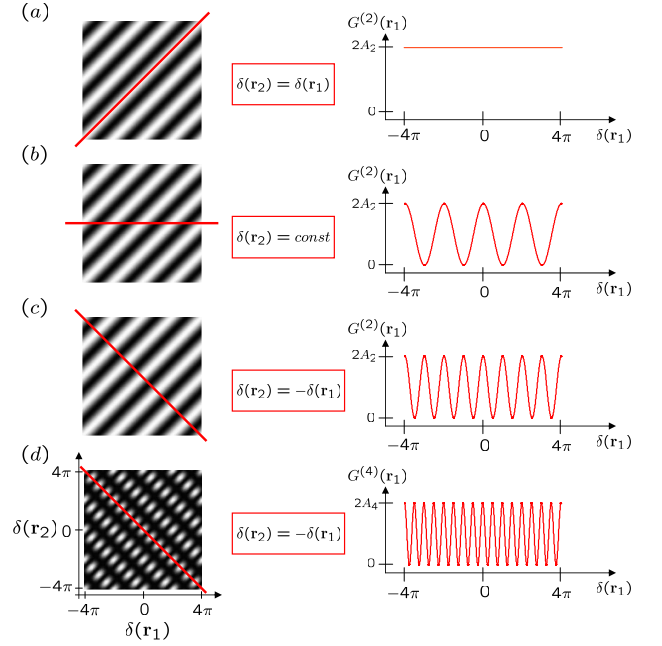 (a)
δ(r₂) = δ(r₁)
G⁽²⁾(r₁)
2A₂
0
−4π 0 4π δ(r₁)
(b)
δ(r₂) = const
G⁽²⁾(r₁)
2A₂
0
−4π 0 4π δ(r₁)
(c)
δ(r₂) = −δ(r₁)
G⁽²⁾(r₁)
2A₂
0
−4π 0 4π δ(r₁)
(d)
4π
δ(r₂) 0
−4π
−4π 0 4π
δ(r₁)
δ(r₂) = −δ(r₁)
G⁽⁴⁾(r₁)
2A₄
0
−4π 0 4π δ(r₁)